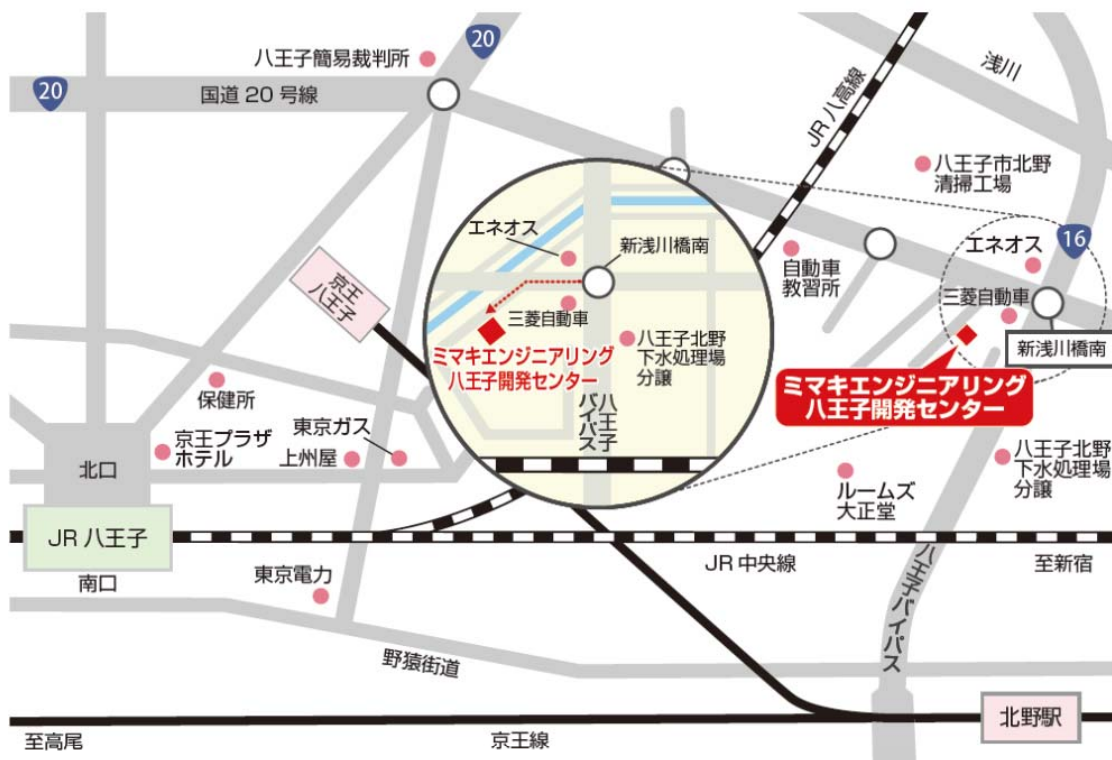 八王子簡易裁判所
20
20
国道20号線
JR八高線
浅川
八王子市北野
清掃工場
エネオス
新浅川橋南
三菱自動車
ミマキエンジニアリング
八王子開発センター
八王子北野
下水処理場
分譲
八王子
バイパス
自動車
教習所
エネオス
16
三菱自動車
新浅川橋南
ミマキエンジニアリング
八王子開発センター
京王
八王子
保健所
京王プラザ
ホテル
東京ガス
上州屋
北口
JR八王子
南口
東京電力
ルームズ
大正堂
八王子北野
下水処理場
分譲
JR中央線
至新宿
八王子バイパス
野猿街道
北野駅
至高尾
京王線